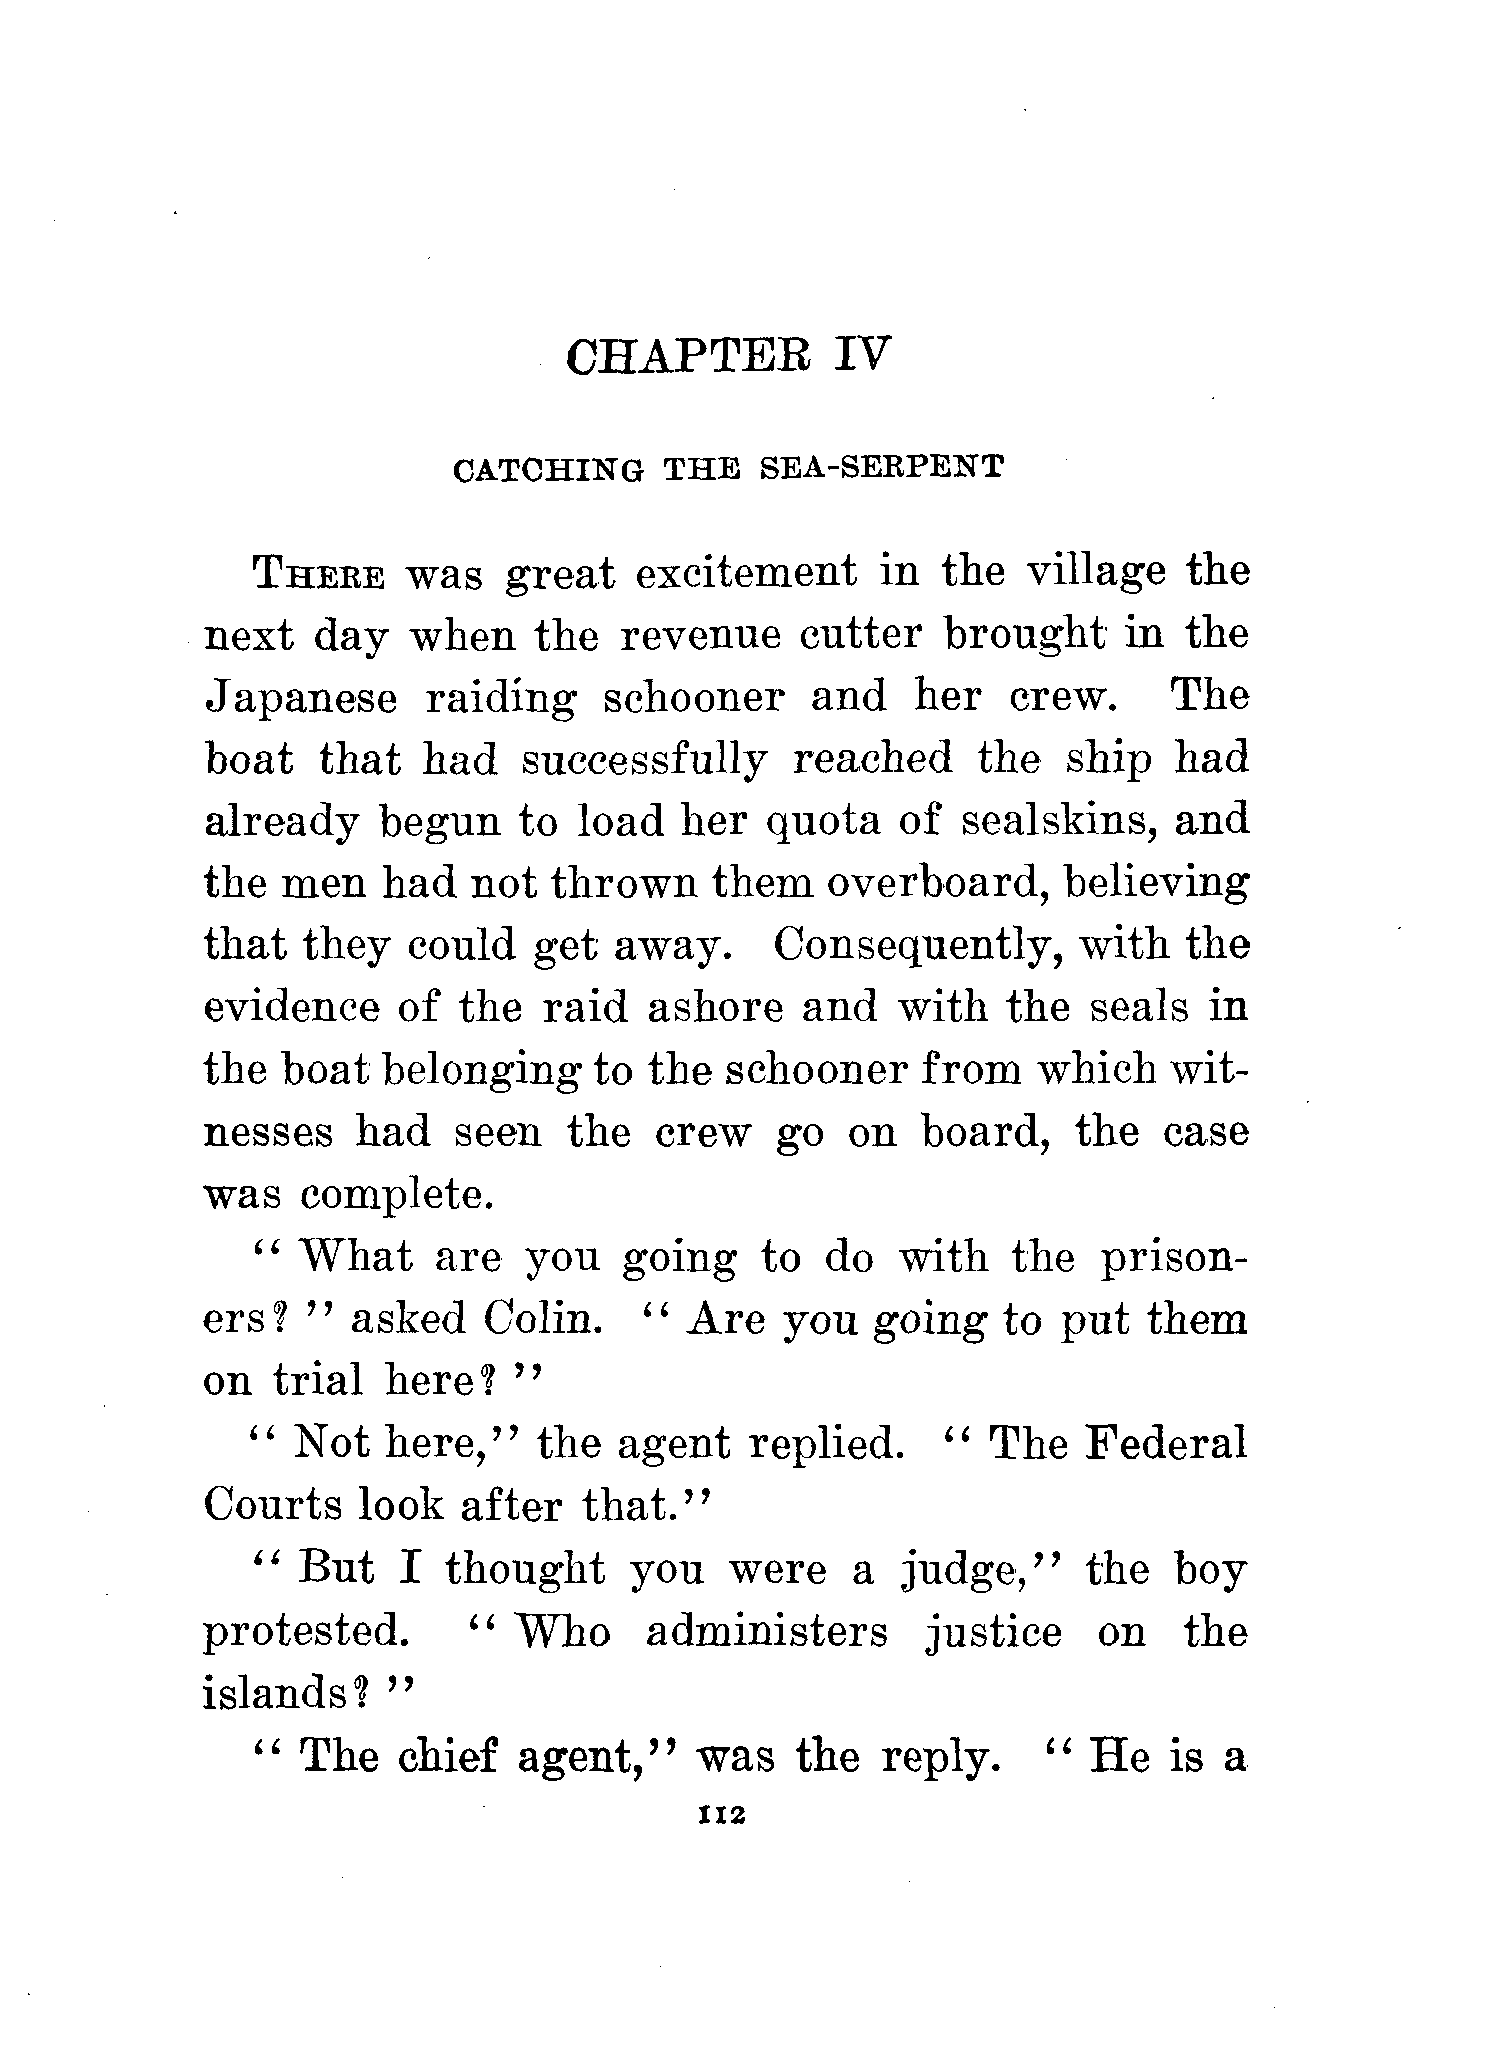 CHAPTER IV
CATCHING THE SEA-SERPENT
THERE was great excitement in the village the
next day when the revenue cutter brought in the
Japanese raiding schooner and her crew. The
boat that had successfully reached the ship had
already begun to load her quota of sealskins, and
the men had not thrown them overboard, believing
that they could get away. Consequently, with the
evidence of the raid ashore and with the seals in
the boat belonging to the schooner from which wit-
nesses had seen the crew go on board, the case
was complete.
“ What are you going to do with the prison-
ers? ” asked Colin. “ Are you going to put them
on trial here? ”
“ Not here,” the agent replied. “ The Federal
Courts look after that.”
“ But I thought you were a judge,” the boy
protested. “ Who administers justice on the
islands? ”
“ The chief agent,” was the reply. “ He is a
112